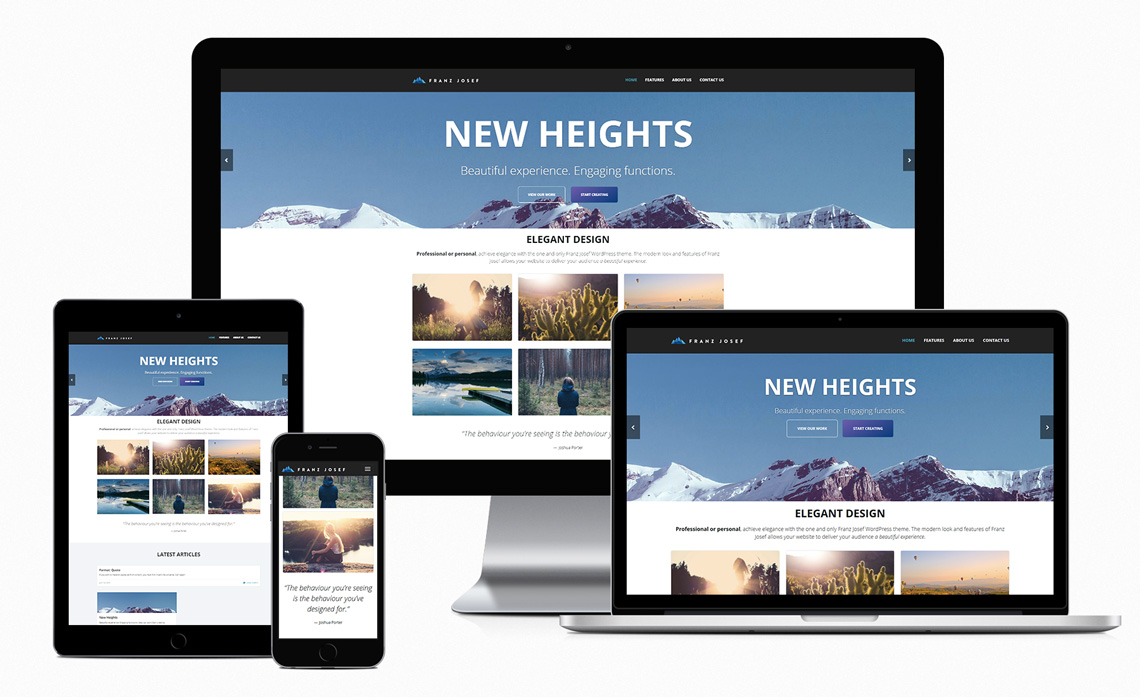 FRANZ JOSEF
HOME FEATURES ABOUT US CONTACT US
NEW HEIGHTS
Beautiful experience. Engaging functions.
VIEW OUR WORK START CREATING
ELEGANT DESIGN
Professional or personal, achieve elegance with the one and only Franz Josef WordPress theme. The modern look and features of Franz
Josef allows your website to deliver your audience a beautiful experience.
"The behaviour you're seeing is the behaviour y
— Joshua Porter
FRANZ JOSEF
HOME FEATURES ABOUT US CONTACT US
NEW HEIGHTS
Beautiful experience. Engaging functions.
ELEGANT DESIGN
"The behaviour you're seeing is the behaviour you've designed for."
LATEST ARTICLES
Format: Quote
New Heights
FRANZ JOSEF
"The behaviour you're seeing
is the behaviour you've
designed for."
— Joshua Porter
FRANZ JOSEF
HOME FEATURES ABOUT US CONTACT US
NEW HEIGHTS
Beautiful experience. Engaging functions.
VIEW OUR WORK START CREATING
ELEGANT DESIGN
Professional or personal, achieve elegance with the one and only Franz Josef WordPress theme. The modern look and features of Franz
Josef allows your website to deliver your audience a beautiful experience.